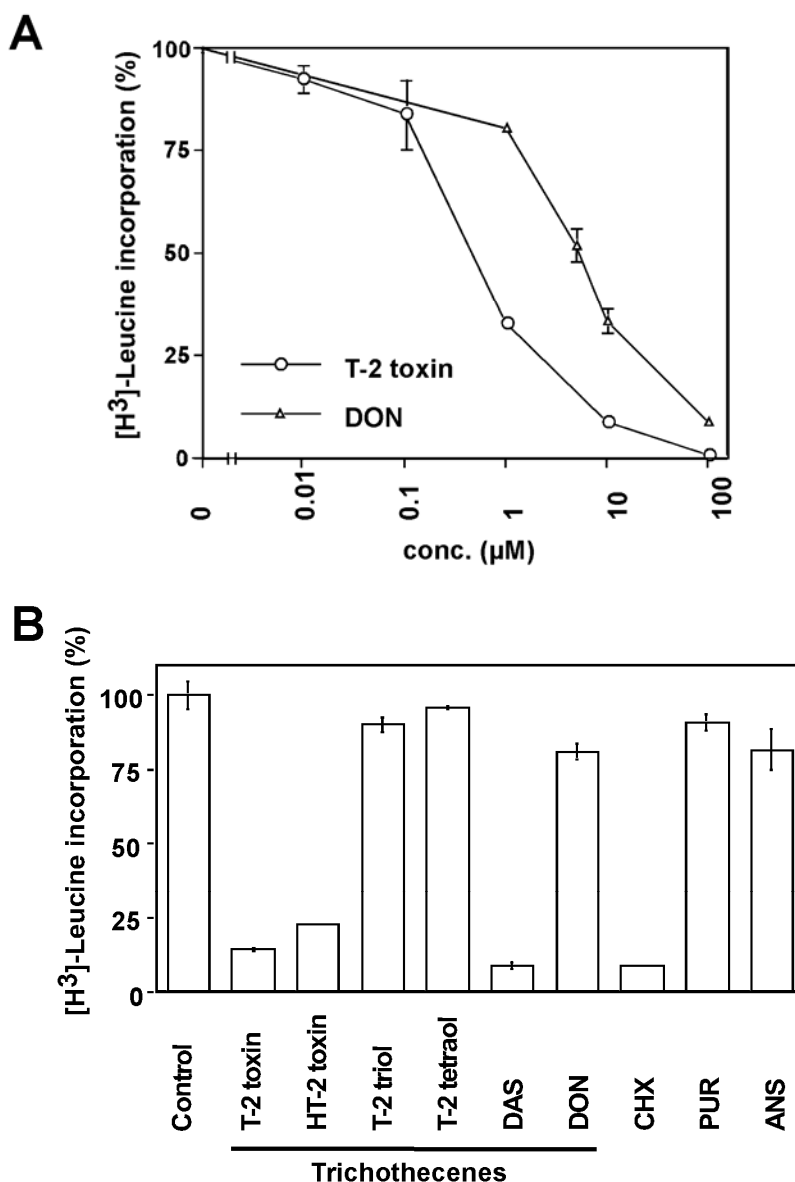 A
[H3]-Leucine incorporation (%)
100
75
50
25
0
T-2 toxin
DON
0
0.01
0.1
1
10
100
conc. (µM)
B
[H3]-Leucine incorporation (%)
100
75
50
25
0
Control
T-2 toxin
HT-2 toxin
T-2 triol
T-2 tetraol
DAS
DON
CHX
PUR
ANS
Trichothecenes